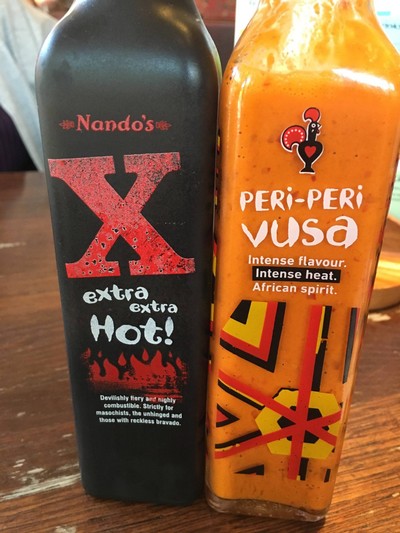 Nando's
X
extra
extra
Hot!
Devilishly fiery and highly
combustible. Strictly for
masochists, the unhinged and
those with reckless bravado.
PERi-PERi
VUSA
Intense flavour.
Intense heat.
African spirit.